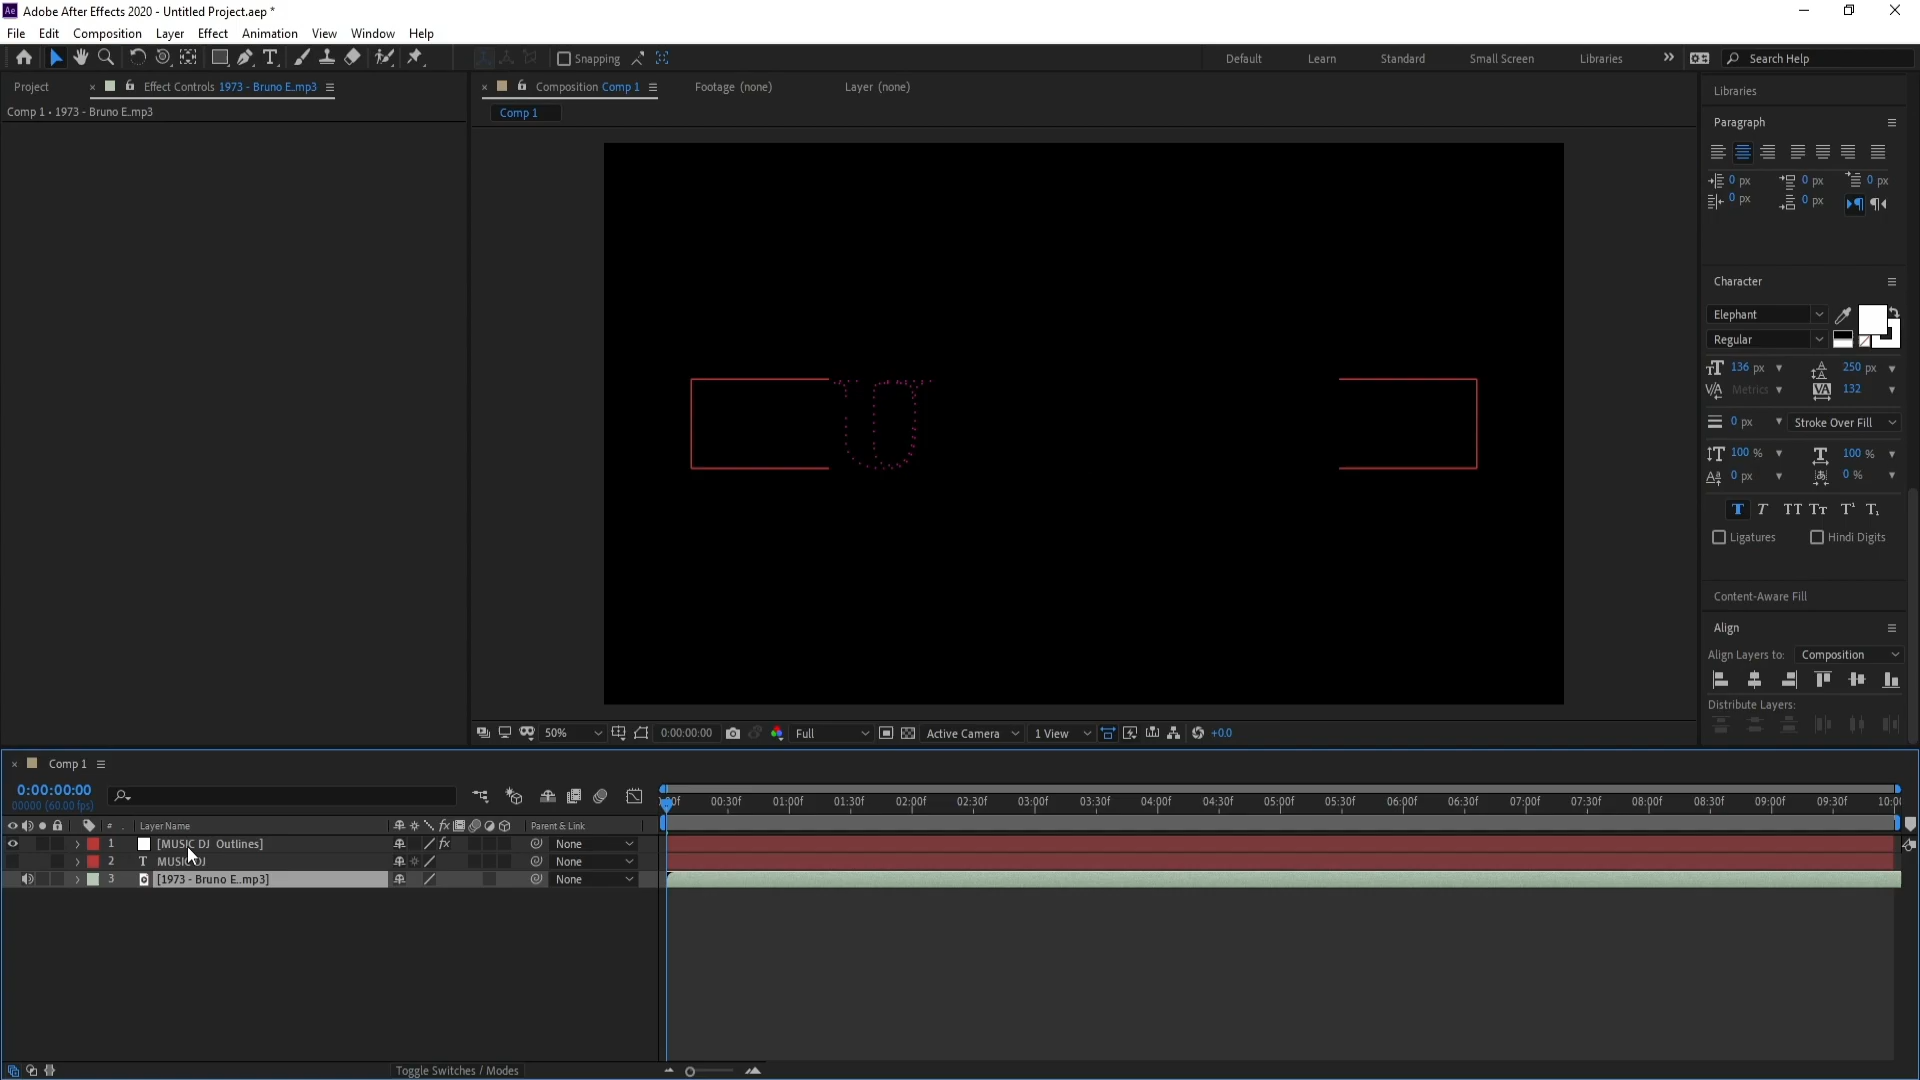 Adobe After Effects 2020 - Untitled Project.aep *
File Edit Composition Layer Effect Animation View Window Help
Snapping
Default Learn Standard Small Screen Libraries Search Help
Project Effect Controls 1973 - Bruno E..mp3 Composition Comp 1 Footage (none) Layer (none)
Comp 1 • 1973 - Bruno E..mp3
Comp 1
Libraries
Paragraph
0 px 0 px 0 px
0 px 0 px
Character
Elephant
Regular
136 px 250 px
Metrics 132
0 px Stroke Over Fill
100 % 100 %
0 px 0 %
Ligatures Hindi Digits
Content-Aware Fill
Align
Align Layers to: Composition
Distribute Layers:
50% 0:00:00:00 Full Active Camera 1 View +0.0
Comp 1
0:00:00:00
00000 (60.00 fps)
00:30f 01:00f 01:30f 02:00f 02:30f 03:00f 03:30f 04:00f 04:30f 05:00f 05:30f 06:00f 06:30f 07:00f 07:30f 08:00f 08:30f 09:00f 09:30f
# Layer Name Parent & Link
1 [MUSIC DJ Outlines] None
2 MUSIC DJ
3 [1973 - Bruno E..mp3] None
Toggle Switches / Modes